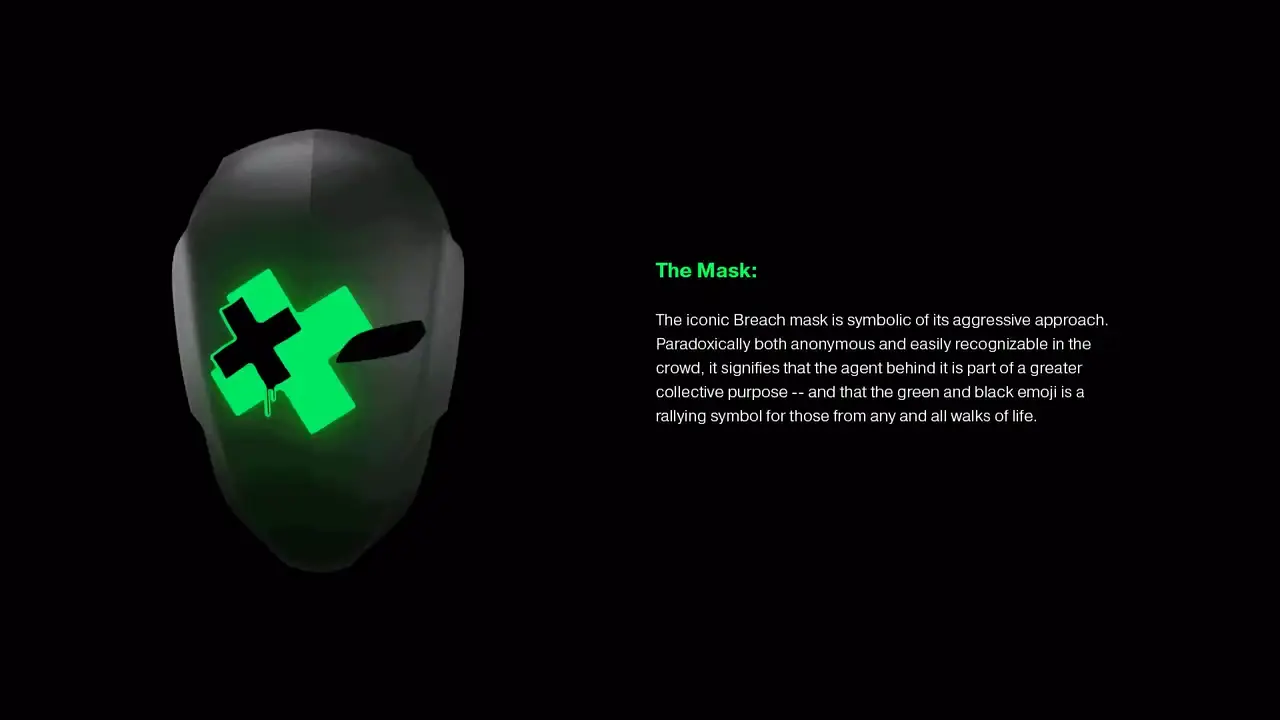 The Mask:
The iconic Breach mask is symbolic of its aggressive approach.
Paradoxically both anonymous and easily recognizable in the
crowd, it signifies that the agent behind it is part of a greater
collective purpose -- and that the green and black emoji is a
rallying symbol for those from any and all walks of life.